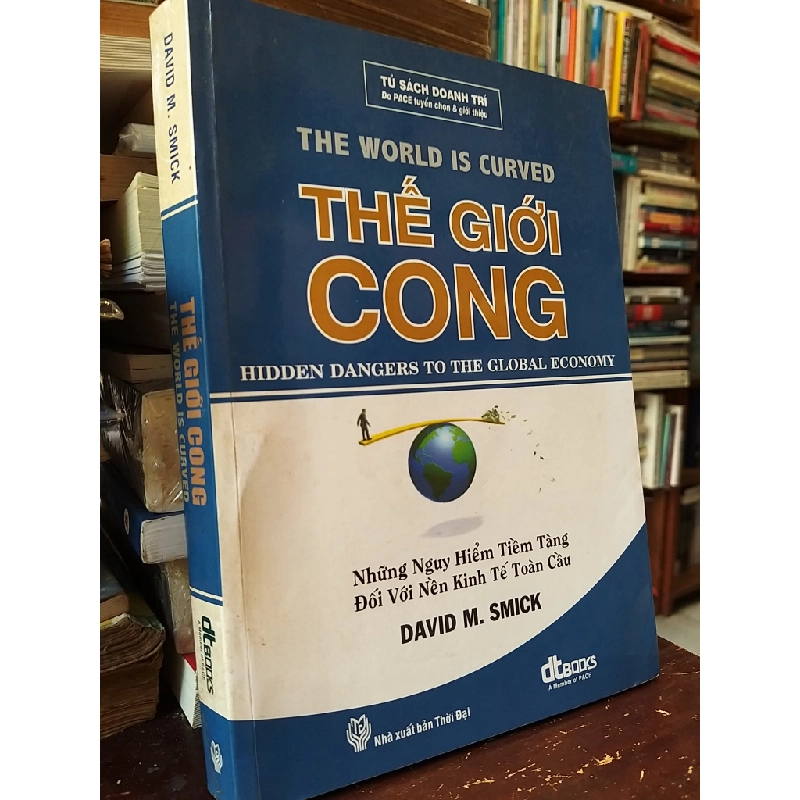 TỦ SÁCH DOANH TRÍ
Do PACE tuyển chọn & giới thiệu
THE WORLD IS CURVED
THẾ GIỚI
CONG
HIDDEN DANGERS TO THE GLOBAL ECONOMY
Những Nguy Hiểm Tiềm Tàng
Đối Với Nền Kinh Tế Toàn Cầu
DAVID M. SMICK
dtBOOKS
A Member of PACE
Nhà xuất bản Thời Đại
DAVID M. SMICK
THẾ GIỚI CONG
THE WORLD IS CURVED
dtBOOKS